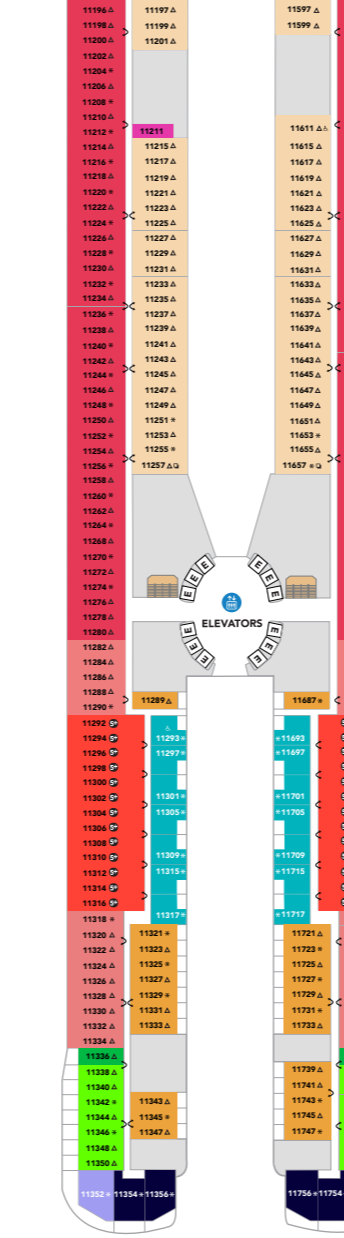 11196 △ 11197 △ 11597 △
11198 △ 11199 △ 11599 △
11200 △ 11201 △
11202 △
11204 *
11206 △
11208 *
11210 △
11212 * 11211 11611 △♿
11214 △ 11215 △ 11615 △
11216 * 11217 △ 11617 △
11218 △ 11219 △ 11619 △
11220 * 11221 △ 11621 △
11222 △ 11223 △ 11623 △
11224 * 11225 △ 11625 △
11226 △ 11227 △ 11627 △
11228 * 11229 △ 11629 △
11230 △ 11231 △ 11631 △
11232 * 11233 △ 11633 △
11234 △ 11235 △ 11635 △
11236 * 11237 △ 11637 △
11238 △ 11239 △ 11639 △
11240 * 11241 △ 11641 △
11242 △ 11243 △ 11643 △
11244 * 11245 △ 11645 △
11246 △ 11247 △ 11647 △
11248 * 11249 △ 11649 △
11250 △ 11251 * 11651 △
11252 * 11253 △ 11653 *
11254 △ 11255 * 11655 △
11256 * 11257 △ 11657 *
11258 △
11260 *
11262 △
11264 *
11268 △
11270 *
11272 △
11274 *
11276 △
11278 △
11280 △
E E E E E E E E
ELEVATORS
E E E E E E
11282 △
11284 △
11286 △
11288 △ 11289 △ 11687 *
11290 *
11292 S+
11294 S+ 11293 * * 11693
11296 S+ 11297 * * 11697
11298 S+
11300 S+
11302 S+ 11301 * * 11701
11304 S+ 11305 * * 11705
11306 S+
11308 S+
11310 S+ 11309 * * 11709
11312 S+ 11315 * * 11715
11314 S+
11316 S+
11318 * 11317 * * 11717
11320 △ 11321 * 11721 △
11322 △ 11323 △ 11723 *
11324 △ 11325 * 11725 △
11326 △ 11327 △ 11727 *
11328 △ 11329 * 11729 △
11330 △ 11331 △ 11731 *
11332 △ 11333 △ 11733 △
11334 △
11336 △
11338 △ 11739 △
11340 △ 11741 △
11342 * 11343 △ 11743 *
11344 △ 11345 * 11745 △
11346 * 11347 △ 11747 *
11348 △
11350 △
11352 * 11354 * 11356 * 11756 * 11754